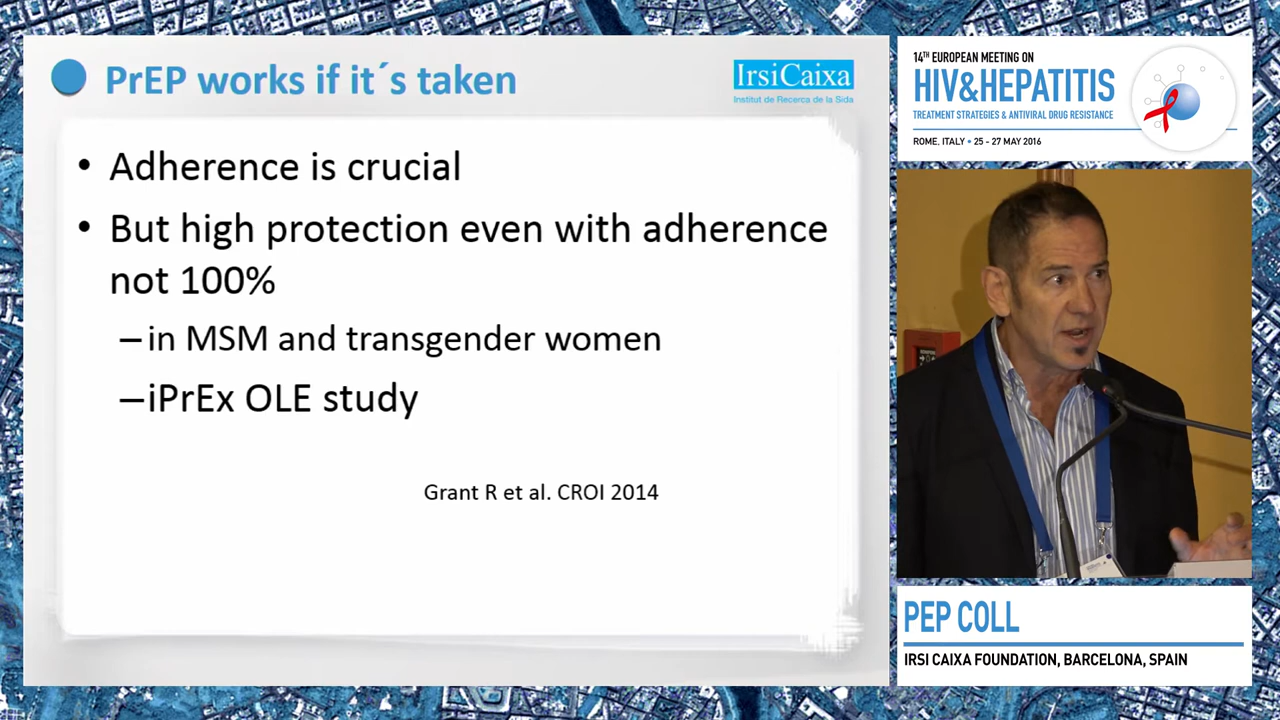 PrEP works if it´s taken
IrsiCaixa
Institut de Recerca de la Sida
• Adherence is crucial
• But high protection even with adherence
not 100%
– in MSM and transgender women
– iPrEx OLE study
Grant R et al. CROI 2014
14TH EUROPEAN MEETING ON
HIV&HEPATITIS
TREATMENT STRATEGIES & ANTIVIRAL DRUG RESISTANCE
ROME, ITALY • 25 - 27 MAY 2016
PEP COLL
IRSI CAIXA FOUNDATION, BARCELONA, SPAIN